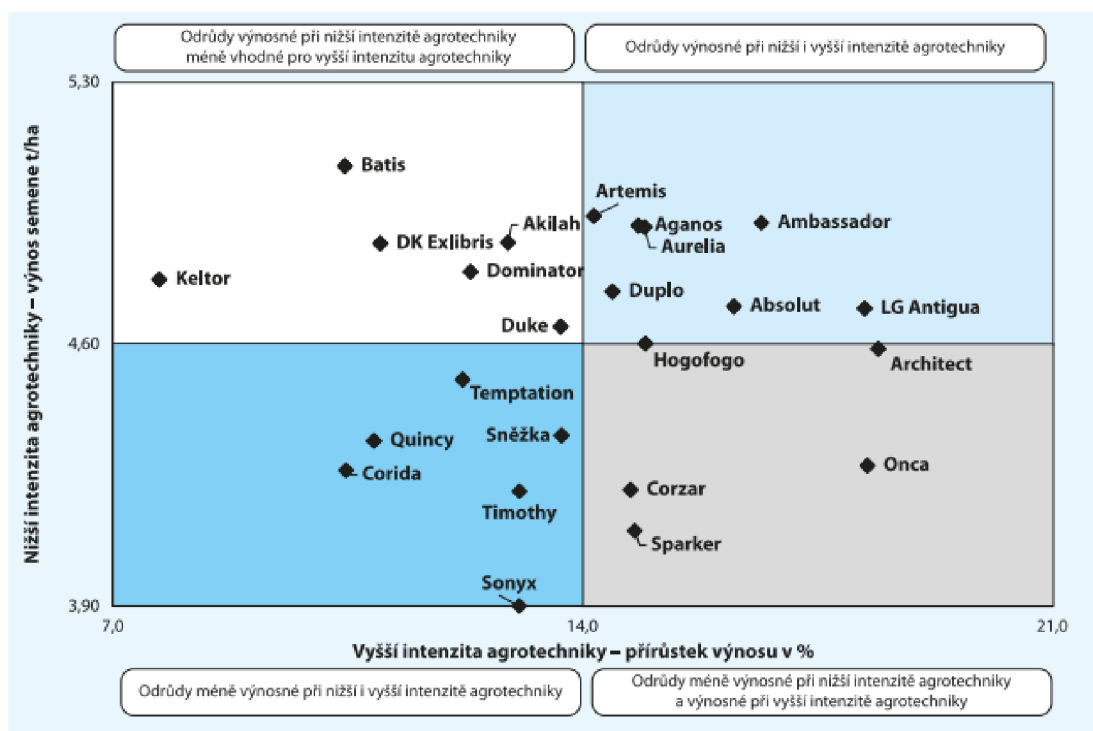 Odrůdy výnosné při nižší intenzitě agrotechniky
méně vhodné pro vyšší intenzitu agrotechniky
Odrůdy výnosné při nižší i vyšší intenzitě agrotechniky
Nižší intenzita agrotechniky – výnos semene t/ha
5,30
4,60
3,90
Batis
Artemis
Akilah
Aganos
Ambassador
DK Exlibris
Aurelia
Dominator
Keltor
Duplo
Absolut
LG Antigua
Duke
Hogofogo
Architect
Temptation
Quincy
Sněžka
Corida
Onca
Timothy
Corzar
Sparker
Sonyx
7,0
14,0
21,0
Vyšší intenzita agrotechniky – přírůstek výnosu v %
Odrůdy méně výnosné při nižší i vyšší intenzitě agrotechniky
Odrůdy méně výnosné při nižší intenzitě agrotechniky
a výnosné při vyšší intenzitě agrotechniky